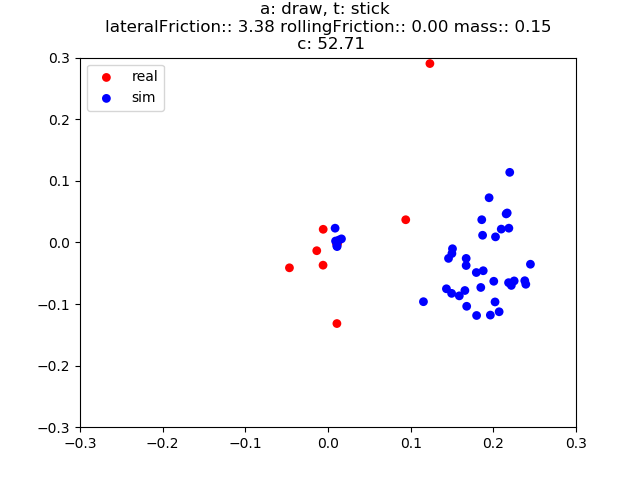 a: draw, t: stick
lateralFriction:: 3.38 rollingFriction:: 0.00 mass:: 0.15
c: 52.71
real
sim
0.3
0.2
0.1
0.0
−0.1
−0.2
−0.3
−0.3
−0.2
−0.1
0.0
0.1
0.2
0.3